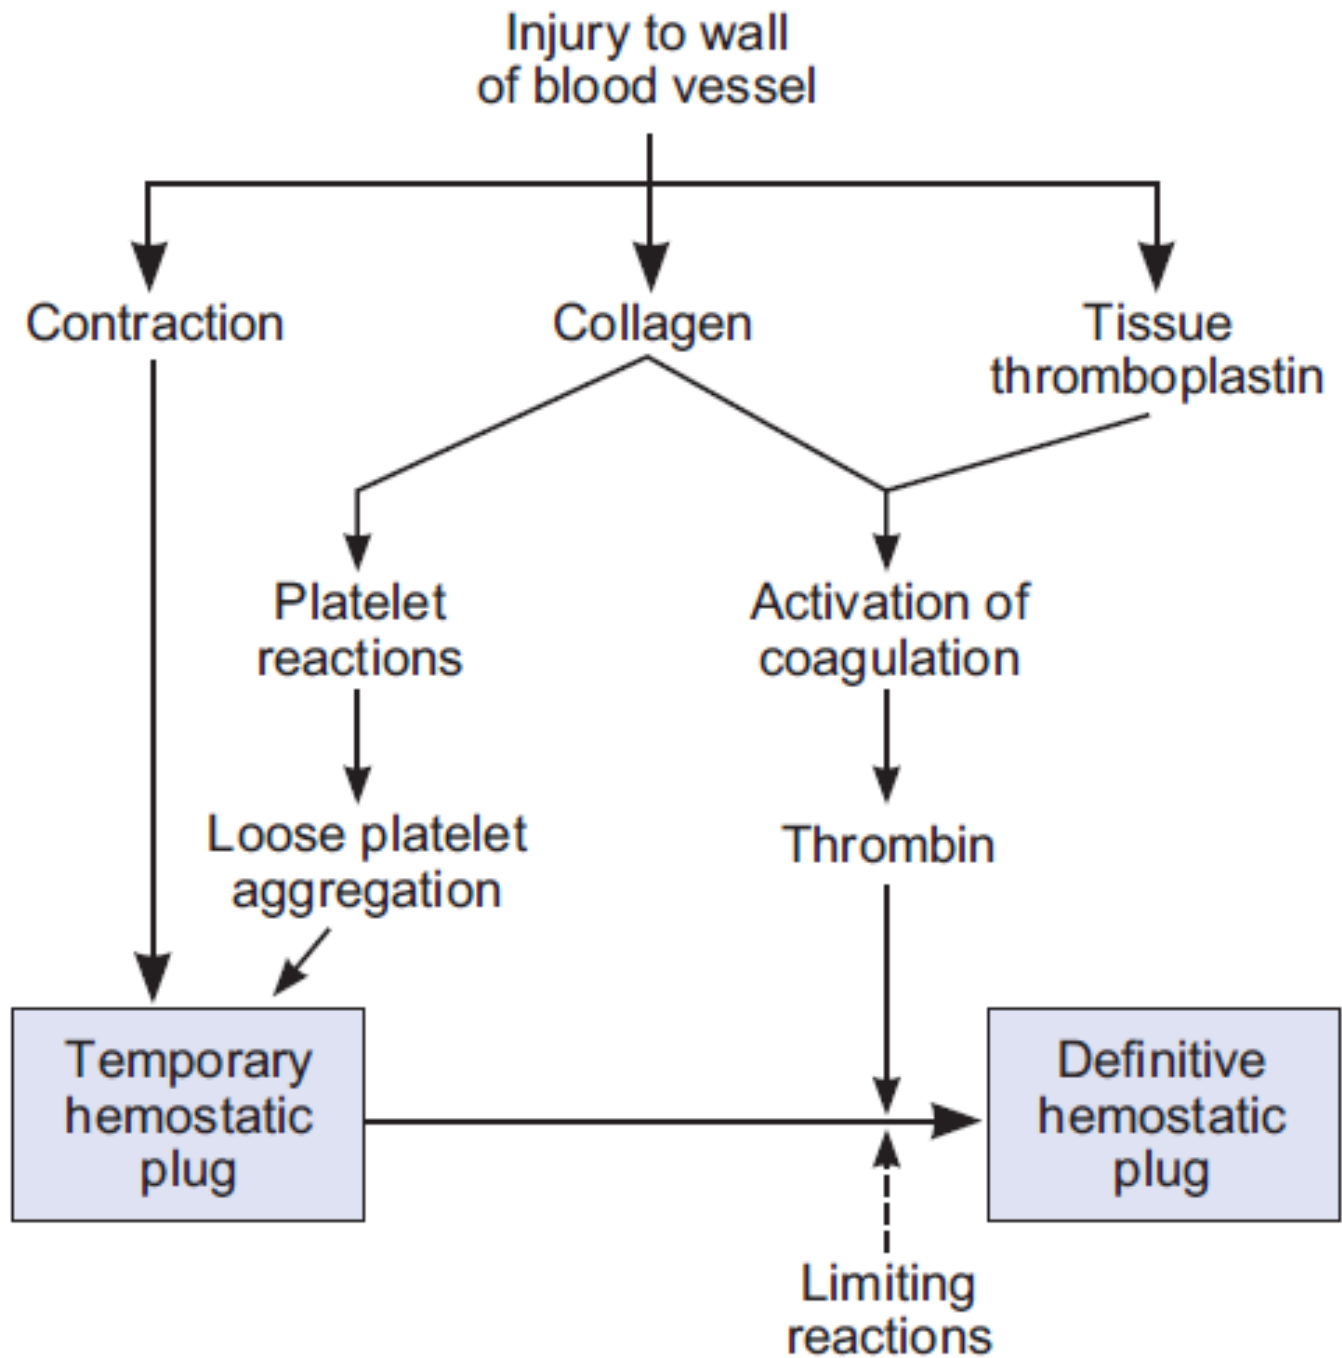 Injury to wall
of blood vessel
Contraction
Collagen
Tissue
thromboplastin
Platelet
reactions
Activation of
coagulation
Loose platelet
aggregation
Thrombin
Temporary
hemostatic
plug
Definitive
hemostatic
plug
Limiting
reactions